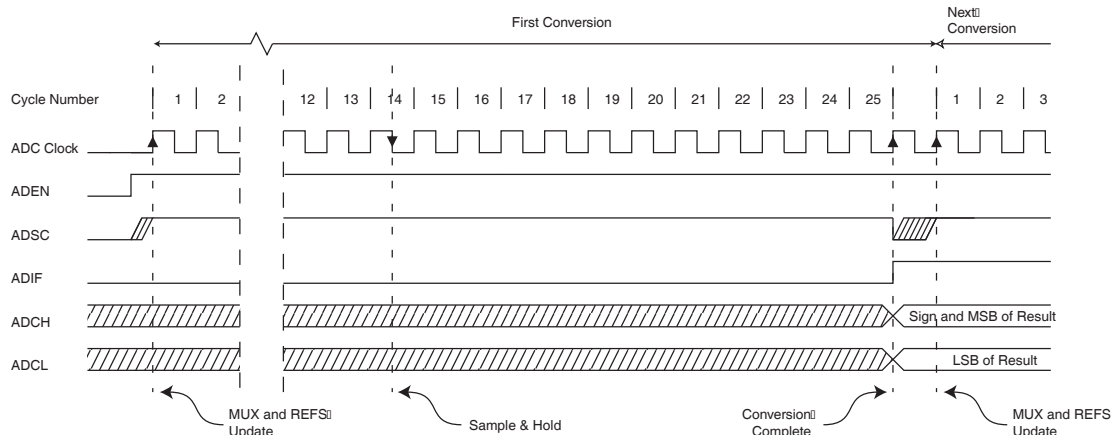 First Conversion
Next
Conversion
Cycle Number 1 2 12 13 14 15 16 17 18 19 20 21 22 23 24 25 1 2 3
ADC Clock
ADEN
ADSC
ADIF
ADCH Sign and MSB of Result
ADCL LSB of Result
MUX and REFS
Update
Sample & Hold
Conversion
Complete
MUX and REFS
Update